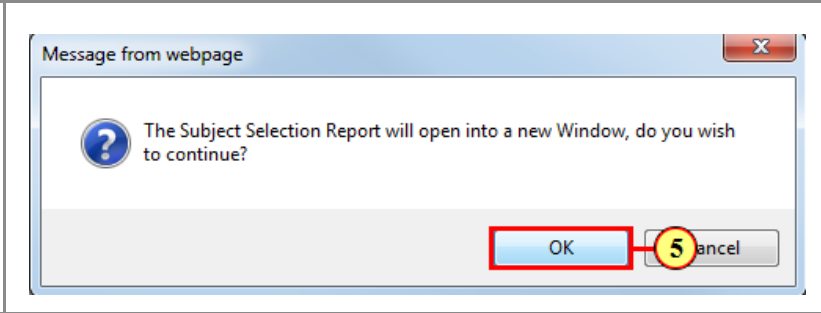 Message from webpage
The Subject Selection Report will open into a new Window, do you wish
to continue?
OK
5
ancel